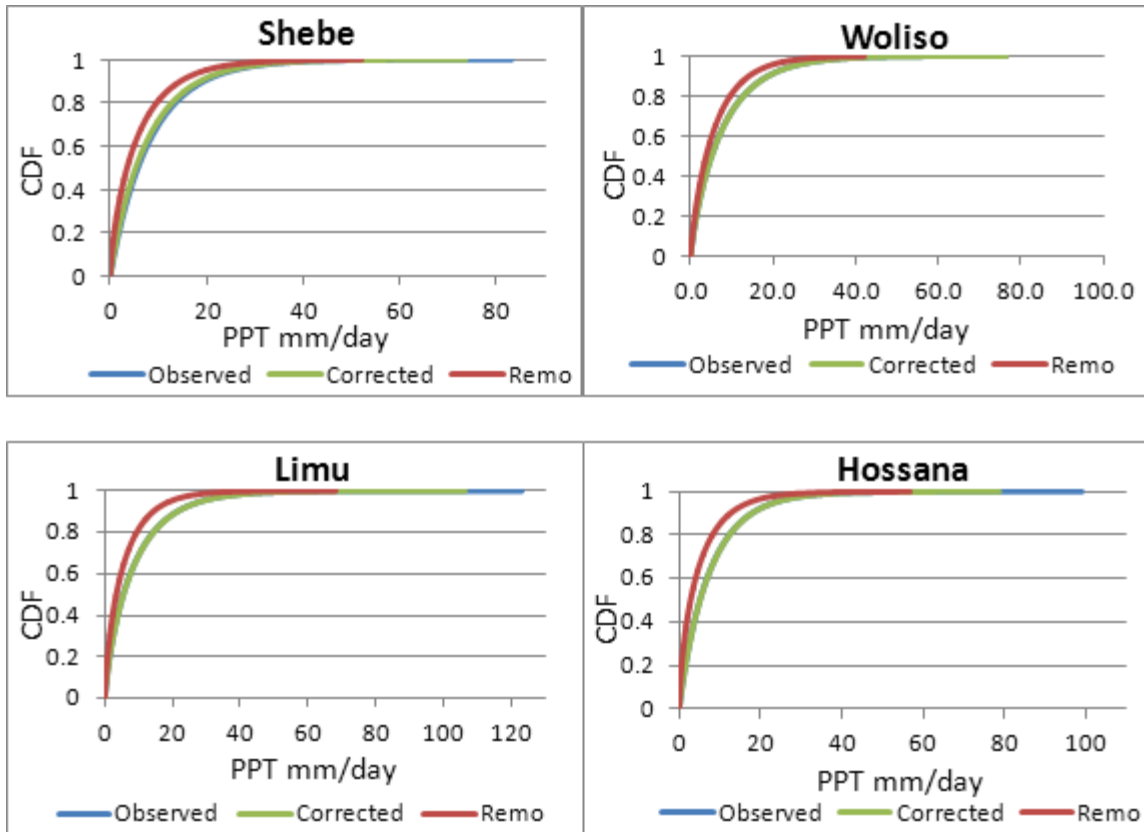 Shebe
1
0.8
0.6
0.4
0.2
0
CDF
0 20 40 60 80
PPT mm/day
Observed Corrected Remo
Woliso
1
0.8
0.6
0.4
0.2
0
CDF
0.0 20.0 40.0 60.0 80.0 100.0
PPT mm/day
Observed Corrected Remo
Limu
1
0.8
0.6
0.4
0.2
0
CDF
0 20 40 60 80 100 120
PPT mm/day
Observed Corrected Remo
Hossana
1
0.8
0.6
0.4
0.2
0
CDF
0 20 40 60 80 100
PPT mm/day
Observed Corrected Remo